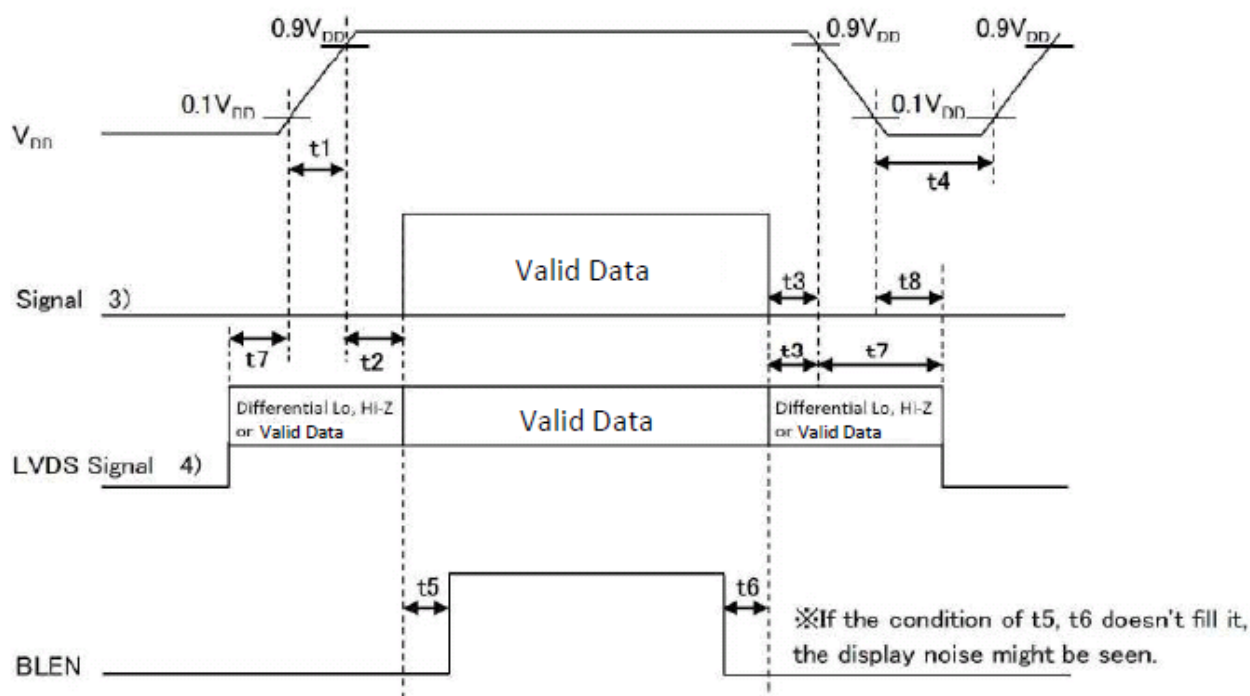 0.9VDD
0.9VDD
0.9VDD
0.1VDD
0.1VDD
VDD
t1
t4
Valid Data
t3
t8
Signal 3)
t7
t2
t3
t7
Differential Lo, Hi-Z
or Valid Data
Valid Data
Differential Lo, Hi-Z
or Valid Data
LVDS Signal 4)
t5
t6
※If the condition of t5, t6 doesn't fill it,
the display noise might be seen.
BLEN